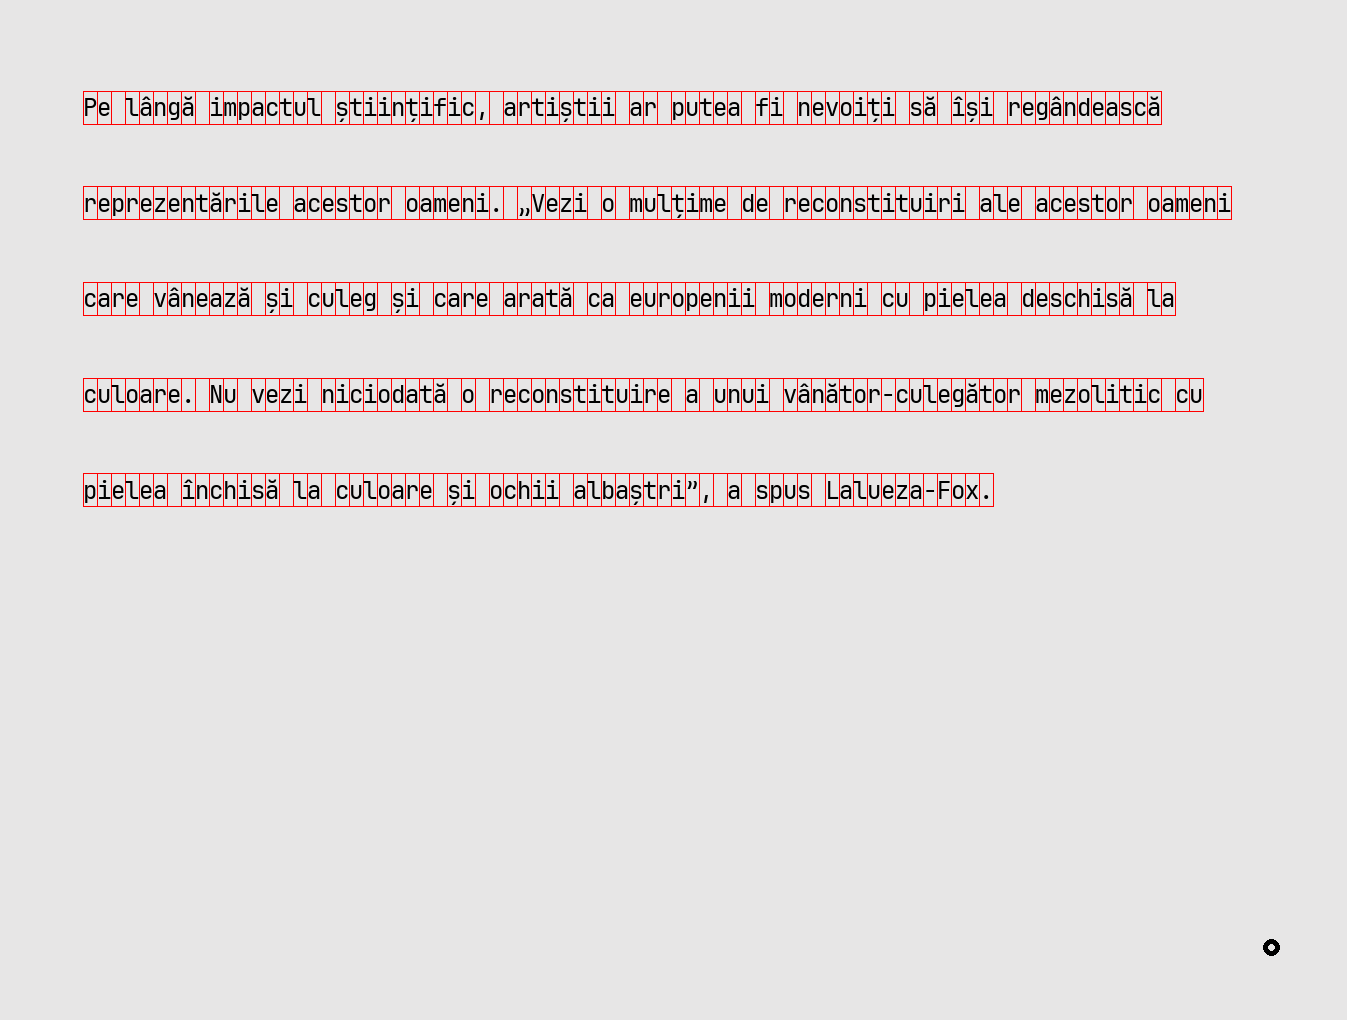 Pe lângă impactul științific, artiștii ar putea fi nevoiți să își regândească
reprezentările acestor oameni. „Vezi o mulțime de reconstituiri ale acestor oameni
care vânează și culeg și care arată ca europenii moderni cu pielea deschisă la
culoare. Nu vezi niciodată o reconstituire a unui vânător-culegător mezolitic cu
pielea închisă la culoare și ochii albaștri”, a spus Lalueza-Fox.